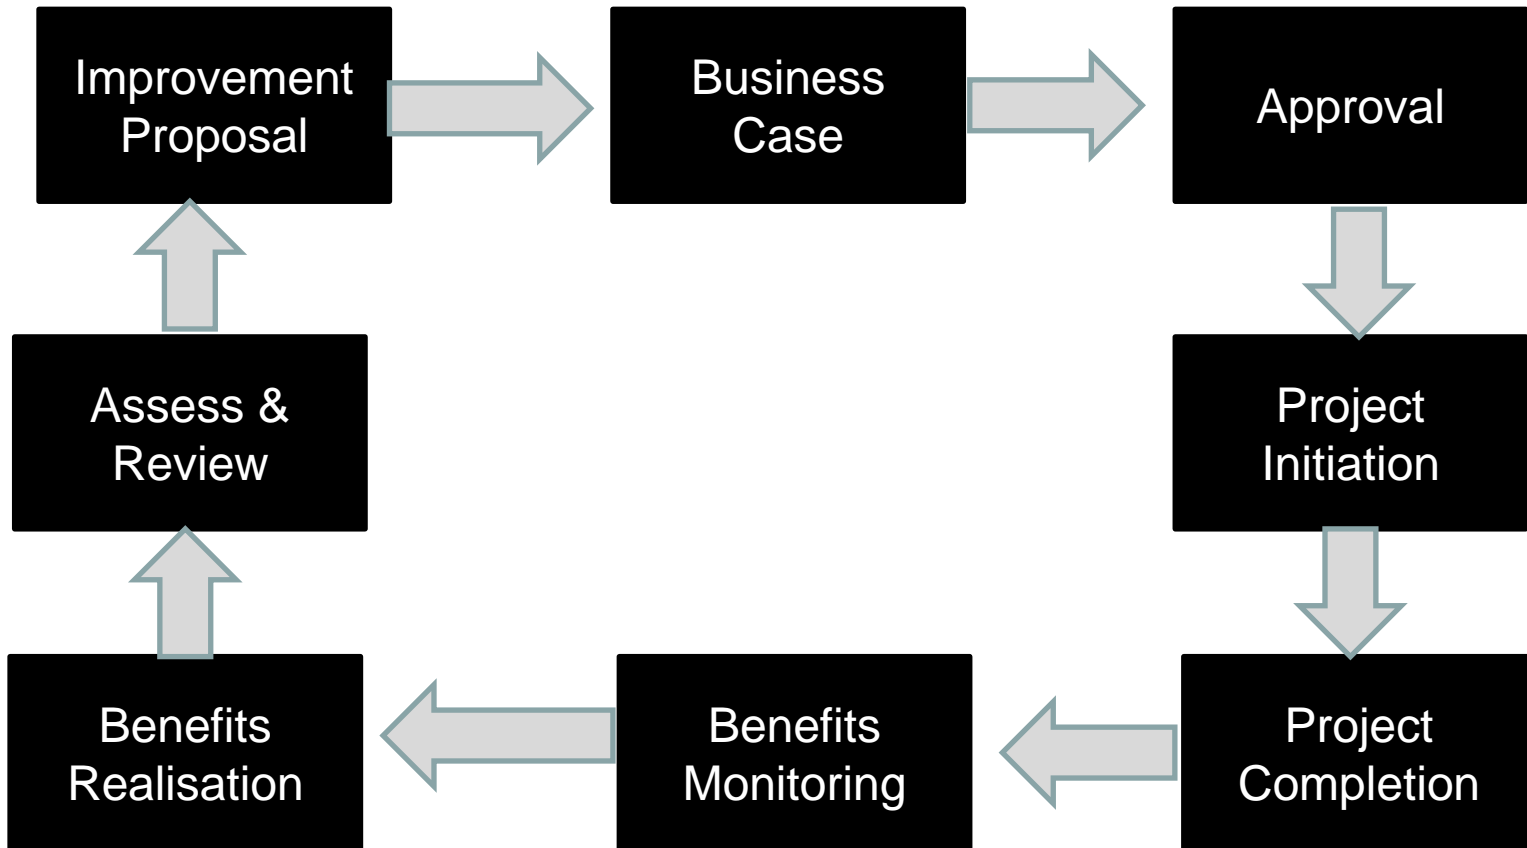 Improvement
Proposal
Business
Case
Approval
Assess &
Review
Project
Initiation
Benefits
Realisation
Benefits
Monitoring
Project
Completion